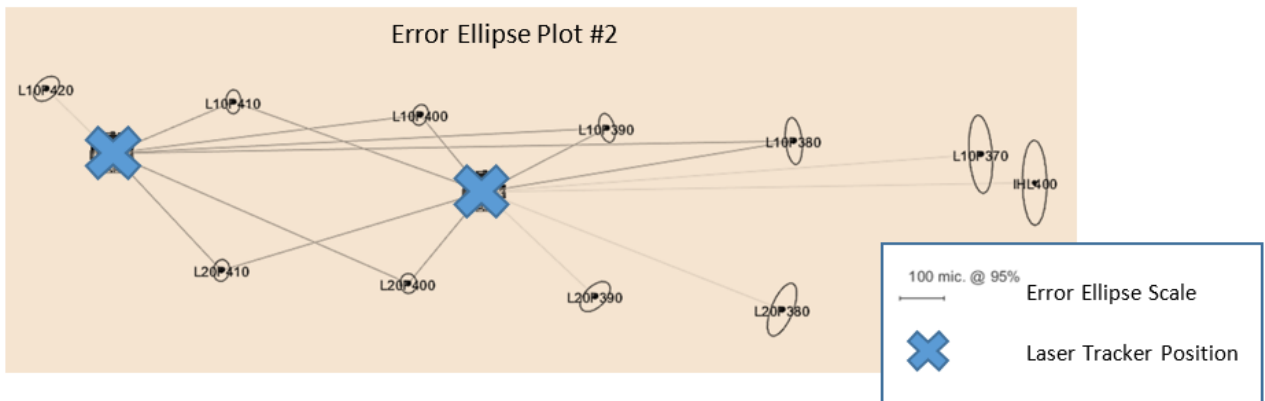 Error Ellipse Plot #2
L10P420
L10P410
L10P400
L10P390
L10P380
L10P370
IHL400
L20P410
L20P400
L20P390
L20P380
100 mic. @ 95%
Error Ellipse Scale
Laser Tracker Position